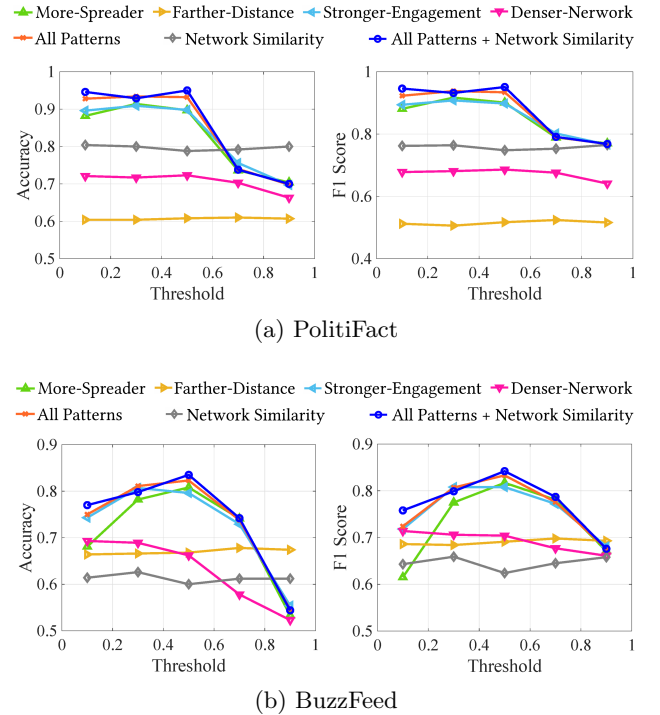 More-Spreader Farther-Distance Stronger-Engagement Denser-Nerwork
All Patterns Network Similarity All Patterns + Network Similarity
1
0.9
0.8
0.7
0.6
0.5
Accuracy
0 0.2 0.4 0.6 0.8 1
Threshold
1
0.8
0.6
0.4
F1 Score
0 0.2 0.4 0.6 0.8 1
Threshold
(a) PolitiFact
More-Spreader Farther-Distance Stronger-Engagement Denser-Nerwork
All Patterns Network Similarity All Patterns + Network Similarity
0.9
0.8
0.7
0.6
0.5
Accuracy
0 0.2 0.4 0.6 0.8 1
Threshold
0.9
0.8
0.7
0.6
0.5
F1 Score
0 0.2 0.4 0.6 0.8 1
Threshold
(b) BuzzFeed